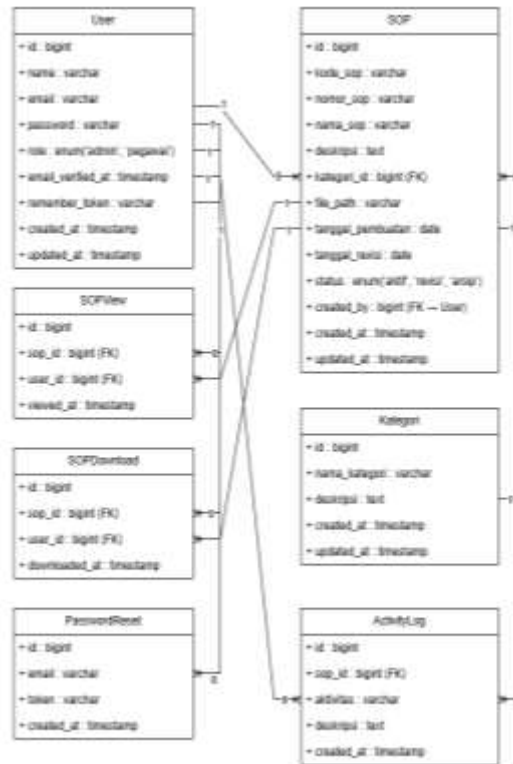 User
+ id : bigint
+ name : varchar
+ email : varchar
+ password : varchar
+ role : enum('admin', 'pegawai')
+ email_verified_at : timestamp
+ remember_token : varchar
+ created_at : timestamp
+ updated_at : timestamp
SOP
+ id : bigint
+ kode_sop : varchar
+ nomor_sop : varchar
+ nama_sop : varchar
+ deskripsi : text
+ kategori_id : bigint (FK)
+ file_path : varchar
+ tanggal_pembuatan : date
+ tanggal_revisi : date
+ status : enum('aktif', 'revisi', 'arsip')
+ created_by : bigint (FK → User)
+ created_at : timestamp
+ updated_at : timestamp
SOPView
+ id : bigint
+ sop_id : bigint (FK)
+ user_id : bigint (FK)
+ viewed_at : timestamp
SOPDownload
+ id : bigint
+ sop_id : bigint (FK)
+ user_id : bigint (FK)
+ downloaded_at : timestamp
Kategori
+ id : bigint
+ nama_kategori : varchar
+ deskripsi : text
+ created_at : timestamp
+ updated_at : timestamp
PasswordReset
+ id : bigint
+ email : varchar
+ token : varchar
+ created_at : timestamp
ActivityLog
+ id : bigint
+ sop_id : bigint (FK)
+ aktivitas : varchar
+ deskripsi : text
+ created_at : timestamp